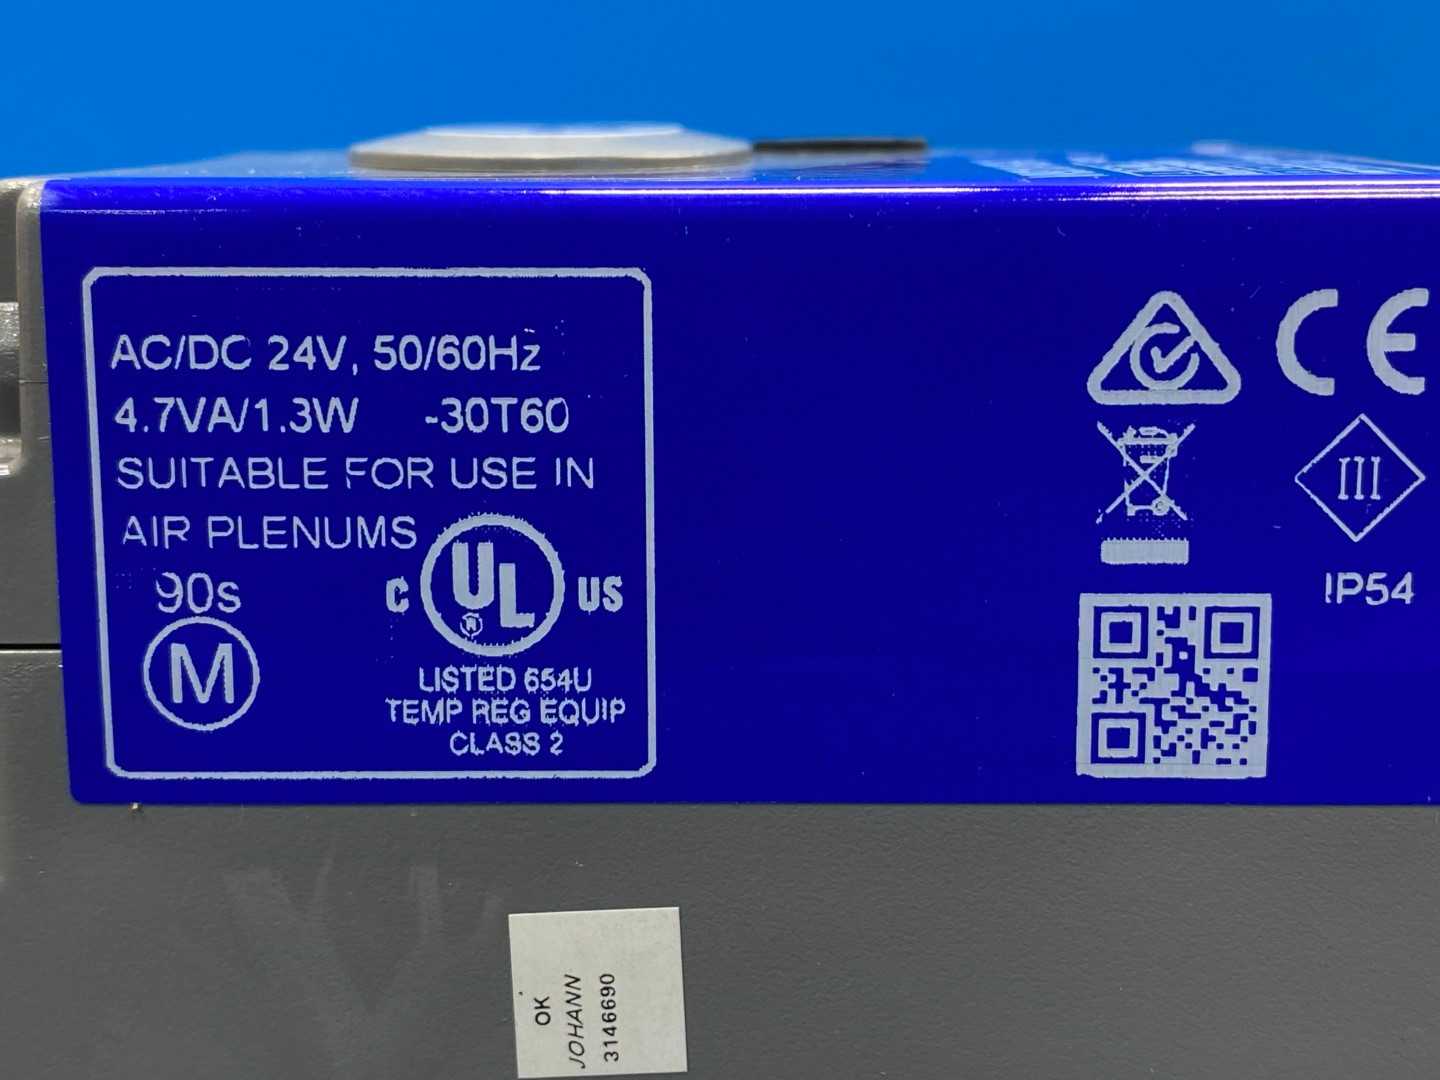 AC/DC 24V, 50/60Hz
4.7VA/1.3W -30T60
SUITABLE FOR USE IN
AIR PLENUMS
90s
M
C UL US
LISTED 654U
TEMP REG EQUIP
CLASS 2
CE
III
IP54
OK
JOHANN
3146690